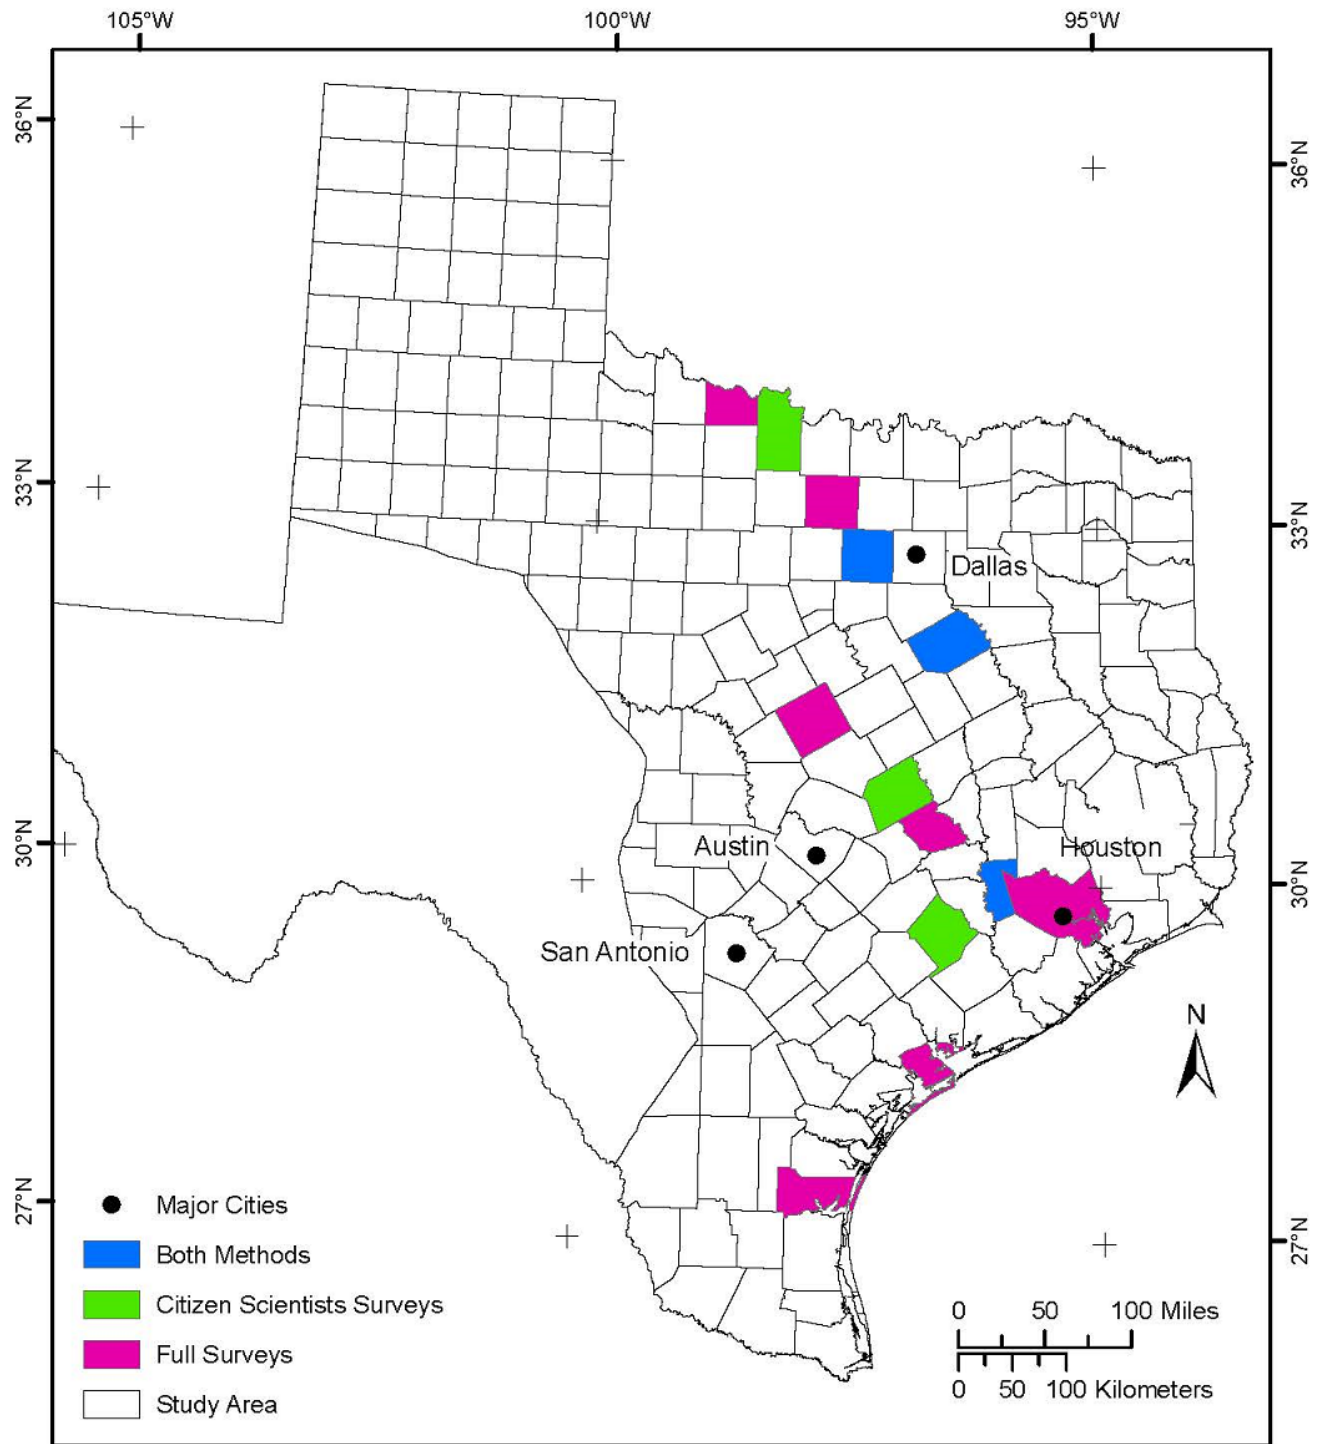 105°W 100°W 95°W
36°N
36°N
33°N
33°N
Dallas
30°N
Austin
Houston
30°N
San Antonio
N
27°N
27°N
Major Cities
Both Methods
Citizen Scientists Surveys
Full Surveys
Study Area
0 50 100 Miles
0 50 100 Kilometers